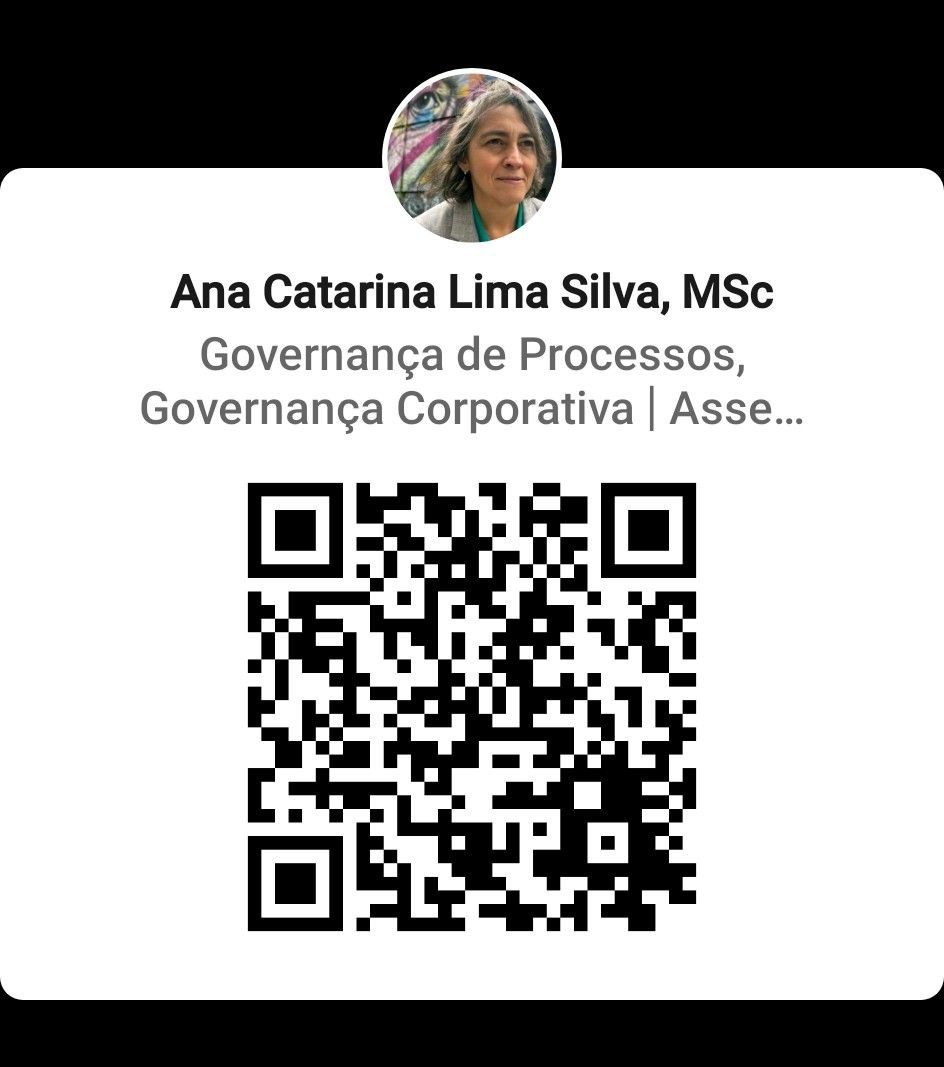 Ana Catarina Lima Silva, MSc
Governança de Processos,
Governança Corporativa | Asse...